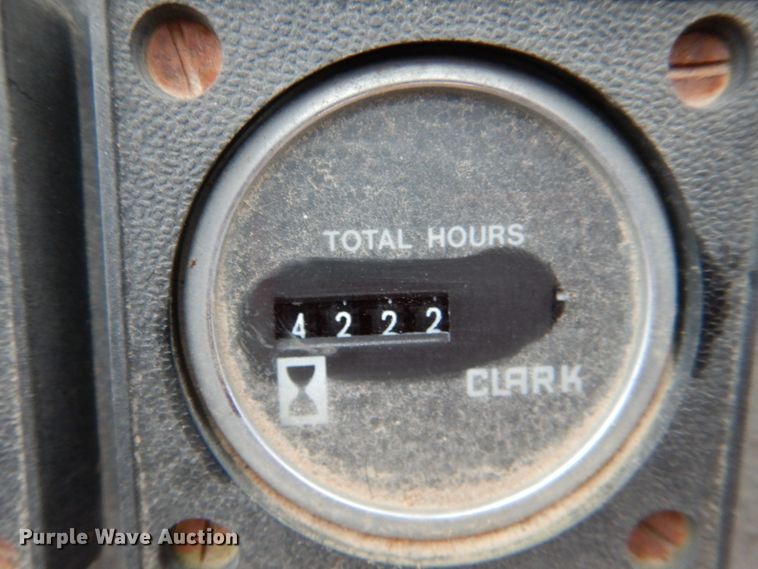 TOTAL HOURS
4222
CLARK
Purple Wave Auction